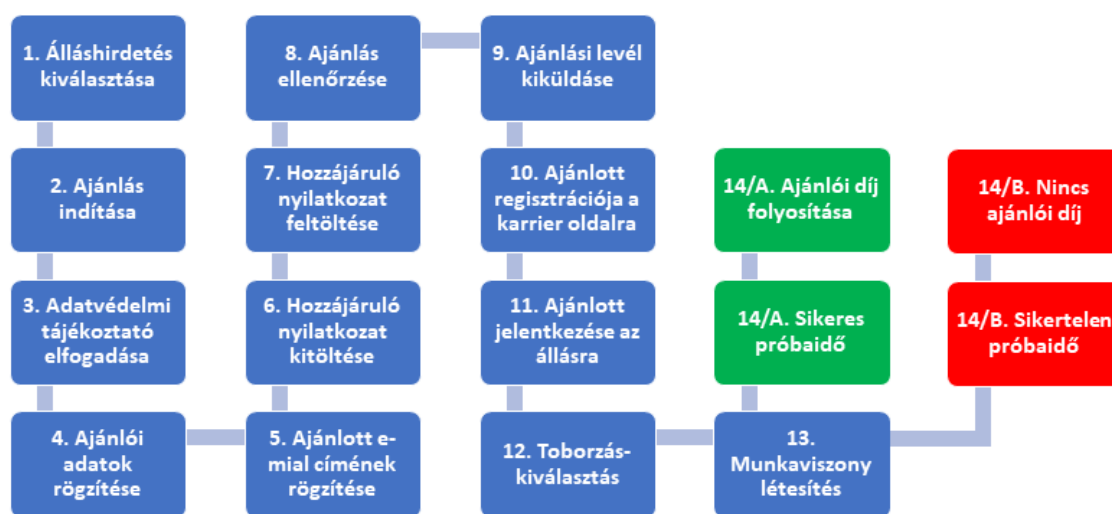 1. Álláshirdetés
kiválasztása
2. Ajánlás
indítása
3. Adatvédelmi
tájékoztató
elfogadása
4. Ajánlói
adatok
rögzítése
5. Ajánlott e-
mial címének
rögzítése
6. Hozzájáruló
nyilatkozat
kitöltése
7. Hozzájáruló
nyilatkozat
feltöltése
8. Ajánlás
ellenőrzése
9. Ajánlási levél
kiküldáse
10. Ajánlott
regisztrációja a
karrier oldalra
11. Ajánlott
jelentkezése az
állásra
12. Toborzás-
kiválasztás
13.
Munkaviszony
létesítés
14/A. Sikeres
próbaidő
14/A. Ajánlói díj
folyosítása
14/B. Sikertelen
próbaidő
14/B. Nincs
ajánlói díj